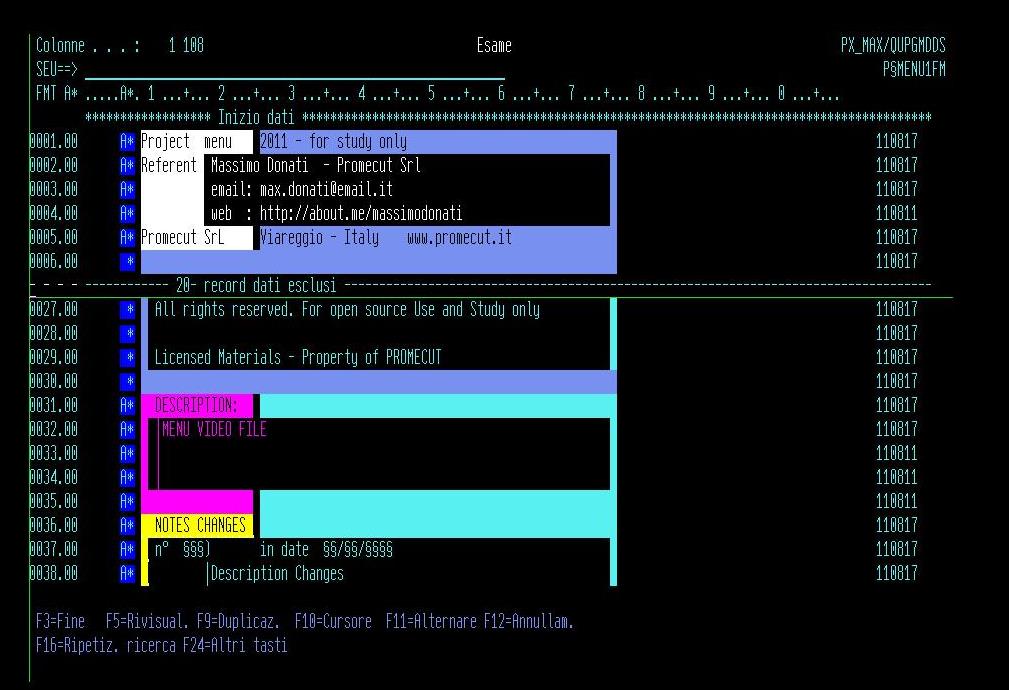 Colonne . . . :   1 108          Esame          PX_MAX/QUPGMDDS
SEU==>          P§MENU1FM
FMT A* .....A*. 1 ...+... 2 ...+... 3 ...+... 4 ...+... 5 ...+... 6 ...+... 7 ...+... 8 ...+... 9 ...+... 0 ...+...
****************** Inizio dati ******************************************************************************************
0001.00 A* Project menu 2011 - for study only 110817
0002.00 A* Referent Massimo Donati - Promecut Srl 110817
0003.00 A* email: max.donati@email.it 110817
0004.00 A* web : http://about.me/massimodonati 110811
0005.00 A* Promecut SrL Viareggio - Italy www.promecut.it 110817
0006.00 * 110817
- - - - ------------ 20- record dati esclusi ------------------------------------------------------------------------------------
0027.00 * All rights reserved. For open source Use and Study only 110817
0028.00 * 110817
0029.00 * Licensed Materials - Property of PROMECUT 110817
0030.00 * 110817
0031.00 A* DESCRIPTION: 110817
0032.00 A* MENU VIDEO FILE 110817
0033.00 A* 110811
0034.00 A* 110811
0035.00 A* 110811
0036.00 A* NOTES CHANGES 110817
0037.00 A* n° §§§) in date §§/§§/§§§§ 110817
0038.00 A* Description Changes 110817
F3=Fine F5=Rivisual. F9=Duplicaz. F10=Cursore F11=Alternare F12=Annullam.
F16=Ripetiz. ricerca F24=Altri tasti